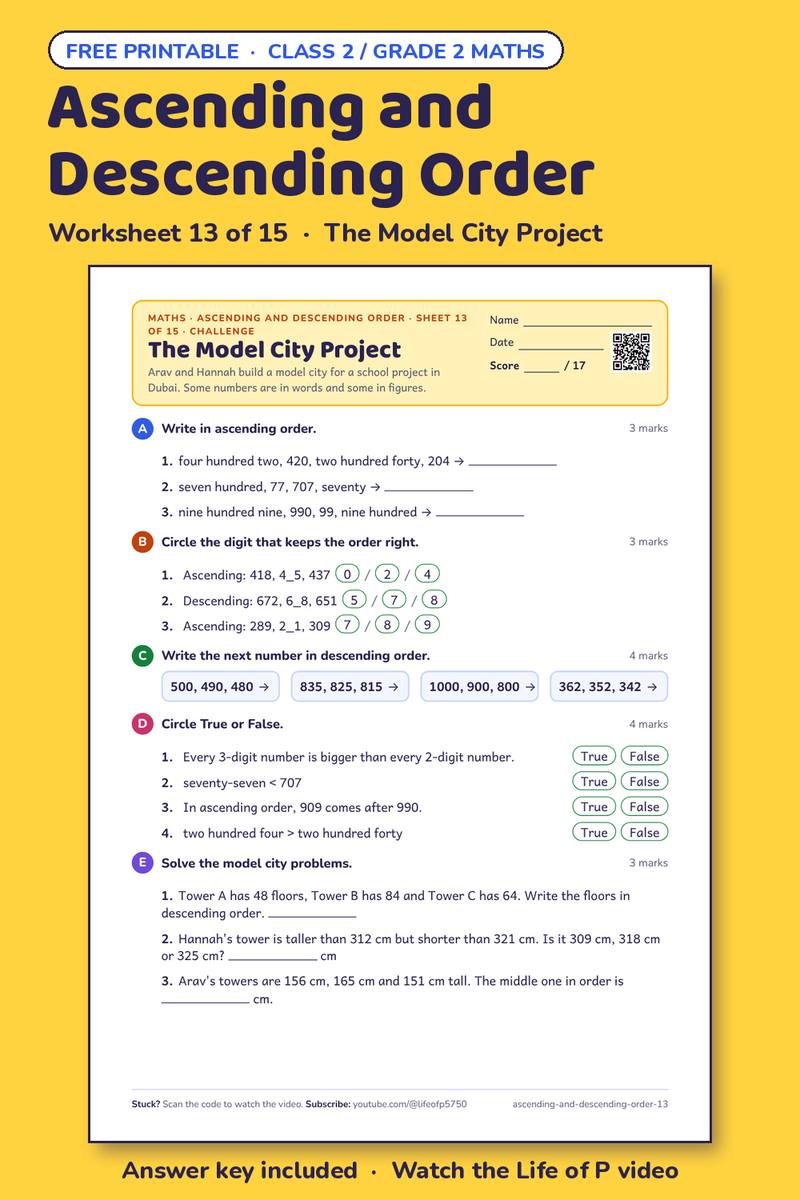 FREE PRINTABLE · CLASS 2 / GRADE 2 MATHS
Ascending and
Descending Order
Worksheet 13 of 15 · The Model City Project
MATHS · ASCENDING AND DESCENDING ORDER · SHEET 13
OF 15 · CHALLENGE
The Model City Project
Arav and Hannah build a model city for a school project in
Dubai. Some numbers are in words and some in figures.
Name ____________________
Date ______________
Score _____ / 17
A Write in ascending order. 3 marks
1. four hundred two, 420, two hundred forty, 204 → ____________
2. seven hundred, 77, 707, seventy → ____________
3. nine hundred nine, 990, 99, nine hundred → ____________
B Circle the digit that keeps the order right. 3 marks
1. Ascending: 418, 4_5, 437 0 / 2 / 4
2. Descending: 672, 6_8, 651 5 / 7 / 8
3. Ascending: 289, 2_1, 309 7 / 8 / 9
C Write the next number in descending order. 4 marks
500, 490, 480 → 835, 825, 815 → 1000, 900, 800 → 362, 352, 342 →
D Circle True or False. 4 marks
1. Every 3-digit number is bigger than every 2-digit number. True False
2. seventy-seven < 707 True False
3. In ascending order, 909 comes after 990. True False
4. two hundred four > two hundred forty True False
E Solve the model city problems. 3 marks
1. Tower A has 48 floors, Tower B has 84 and Tower C has 64. Write the floors in
descending order. ____________
2. Hannah's tower is taller than 312 cm but shorter than 321 cm. Is it 309 cm, 318 cm
or 325 cm? ____________ cm
3. Arav's towers are 156 cm, 165 cm and 151 cm tall. The middle one in order is
____________ cm.
Stuck? Scan the code to watch the video. Subscribe: youtube.com/@lifeofp5750 ascending-and-descending-order-13
Answer key included · Watch the Life of P video